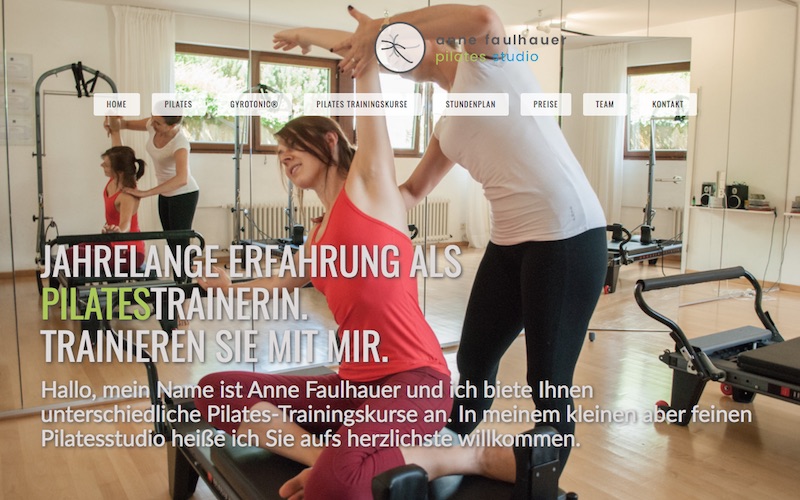 anne faulhauer
pilates studio
HOME PILATES GYROTONIC® PILATES TRAININGSKURSE STUNDENPLAN PREISE TEAM KONTAKT
JAHRELANGE ERFAHRUNG ALS
PILATESTRAINERIN.
TRAINIEREN SIE MIT MIR.
Hallo, mein Name ist Anne Faulhauer und ich biete Ihnen
unterschiedliche Pilates-Trainingskurse an. In meinem kleinen aber feinen
Pilatesstudio heiße ich Sie aufs herzlichste willkommen.